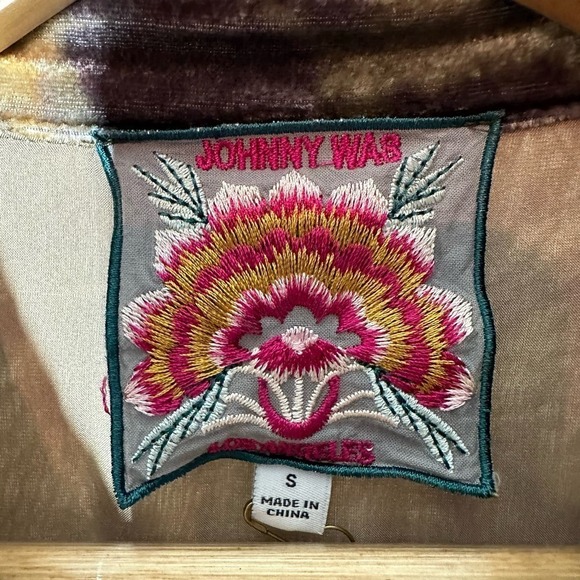 JOHNNY WAS
LOS ANGELES
S
MADE IN
CHINA